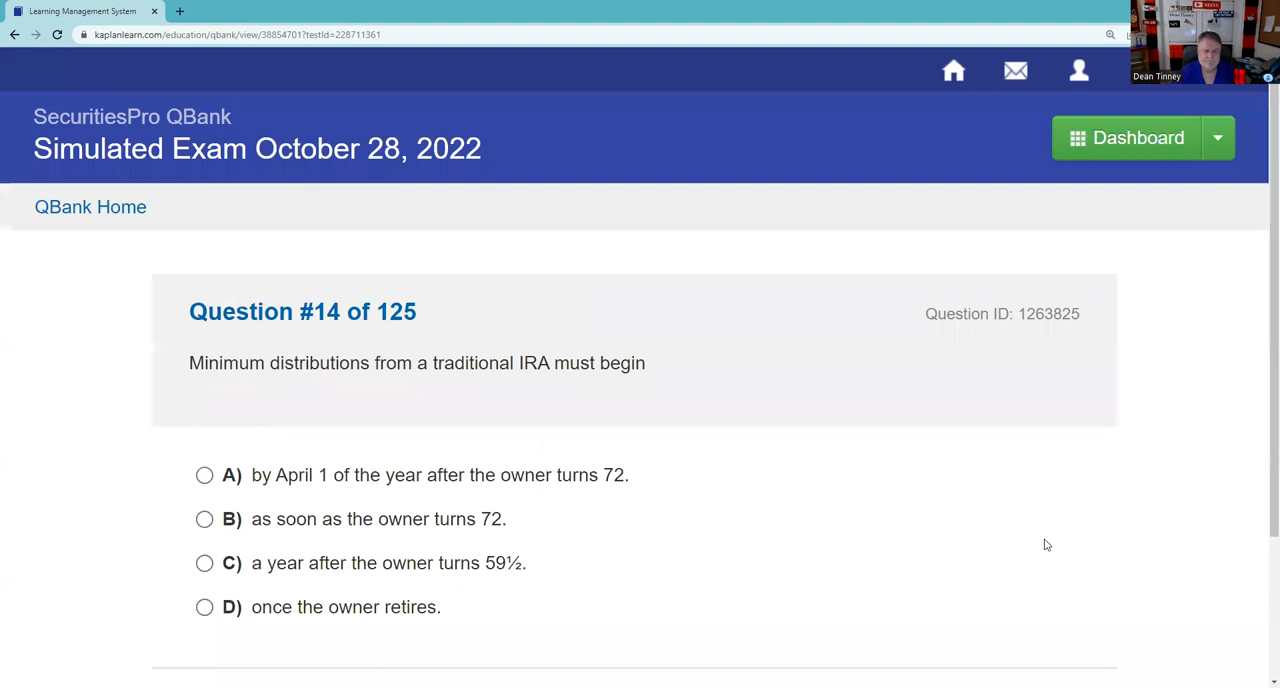 Learning Management System
kaplanlearn.com/education/qbank/view/38854701?testId=228711361
Dean Tinney
SecuritiesPro QBank
Simulated Exam October 28, 2022
Dashboard
QBank Home
Question #14 of 125
Question ID: 1263825
Minimum distributions from a traditional IRA must begin
A) by April 1 of the year after the owner turns 72.
B) as soon as the owner turns 72.
C) a year after the owner turns 59½.
D) once the owner retires.